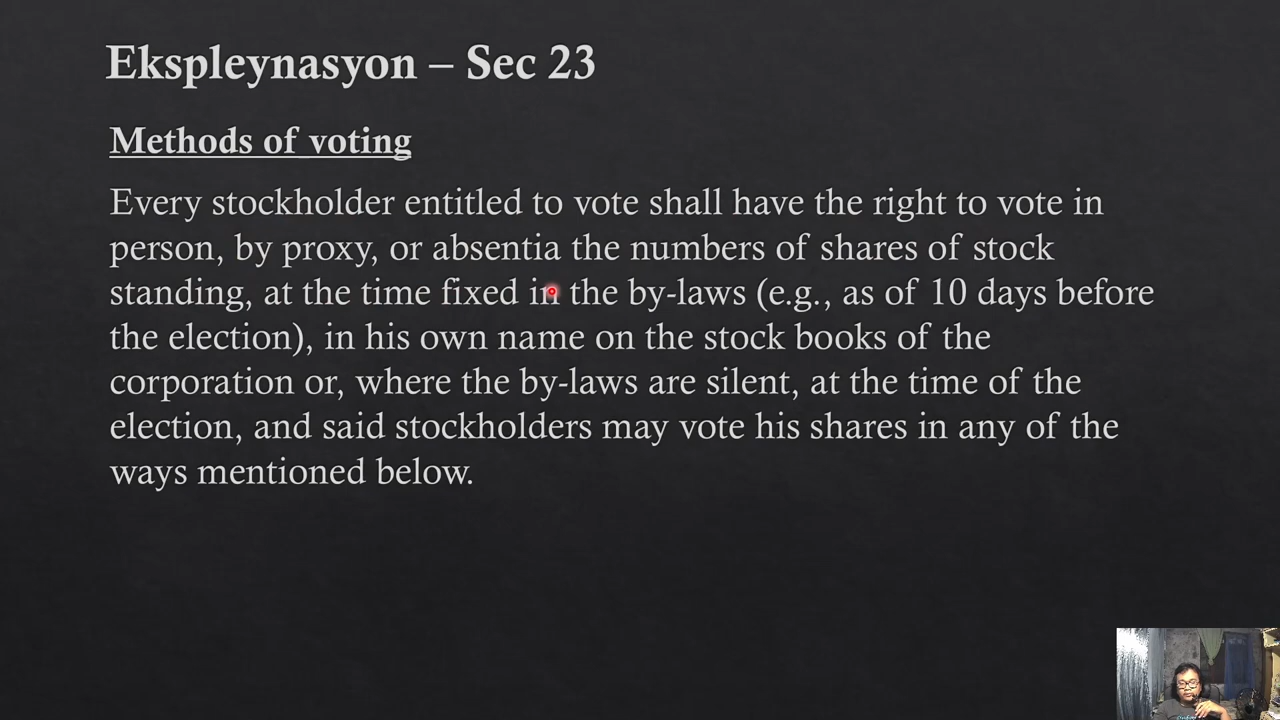 Ekspleynasyon – Sec 23
Methods of voting
Every stockholder entitled to vote shall have the right to vote in
person, by proxy, or absentia the numbers of shares of stock
standing, at the time fixed in the by-laws (e.g., as of 10 days before
the election), in his own name on the stock books of the
corporation or, where the by-laws are silent, at the time of the
election, and said stockholders may vote his shares in any of the
ways mentioned below.